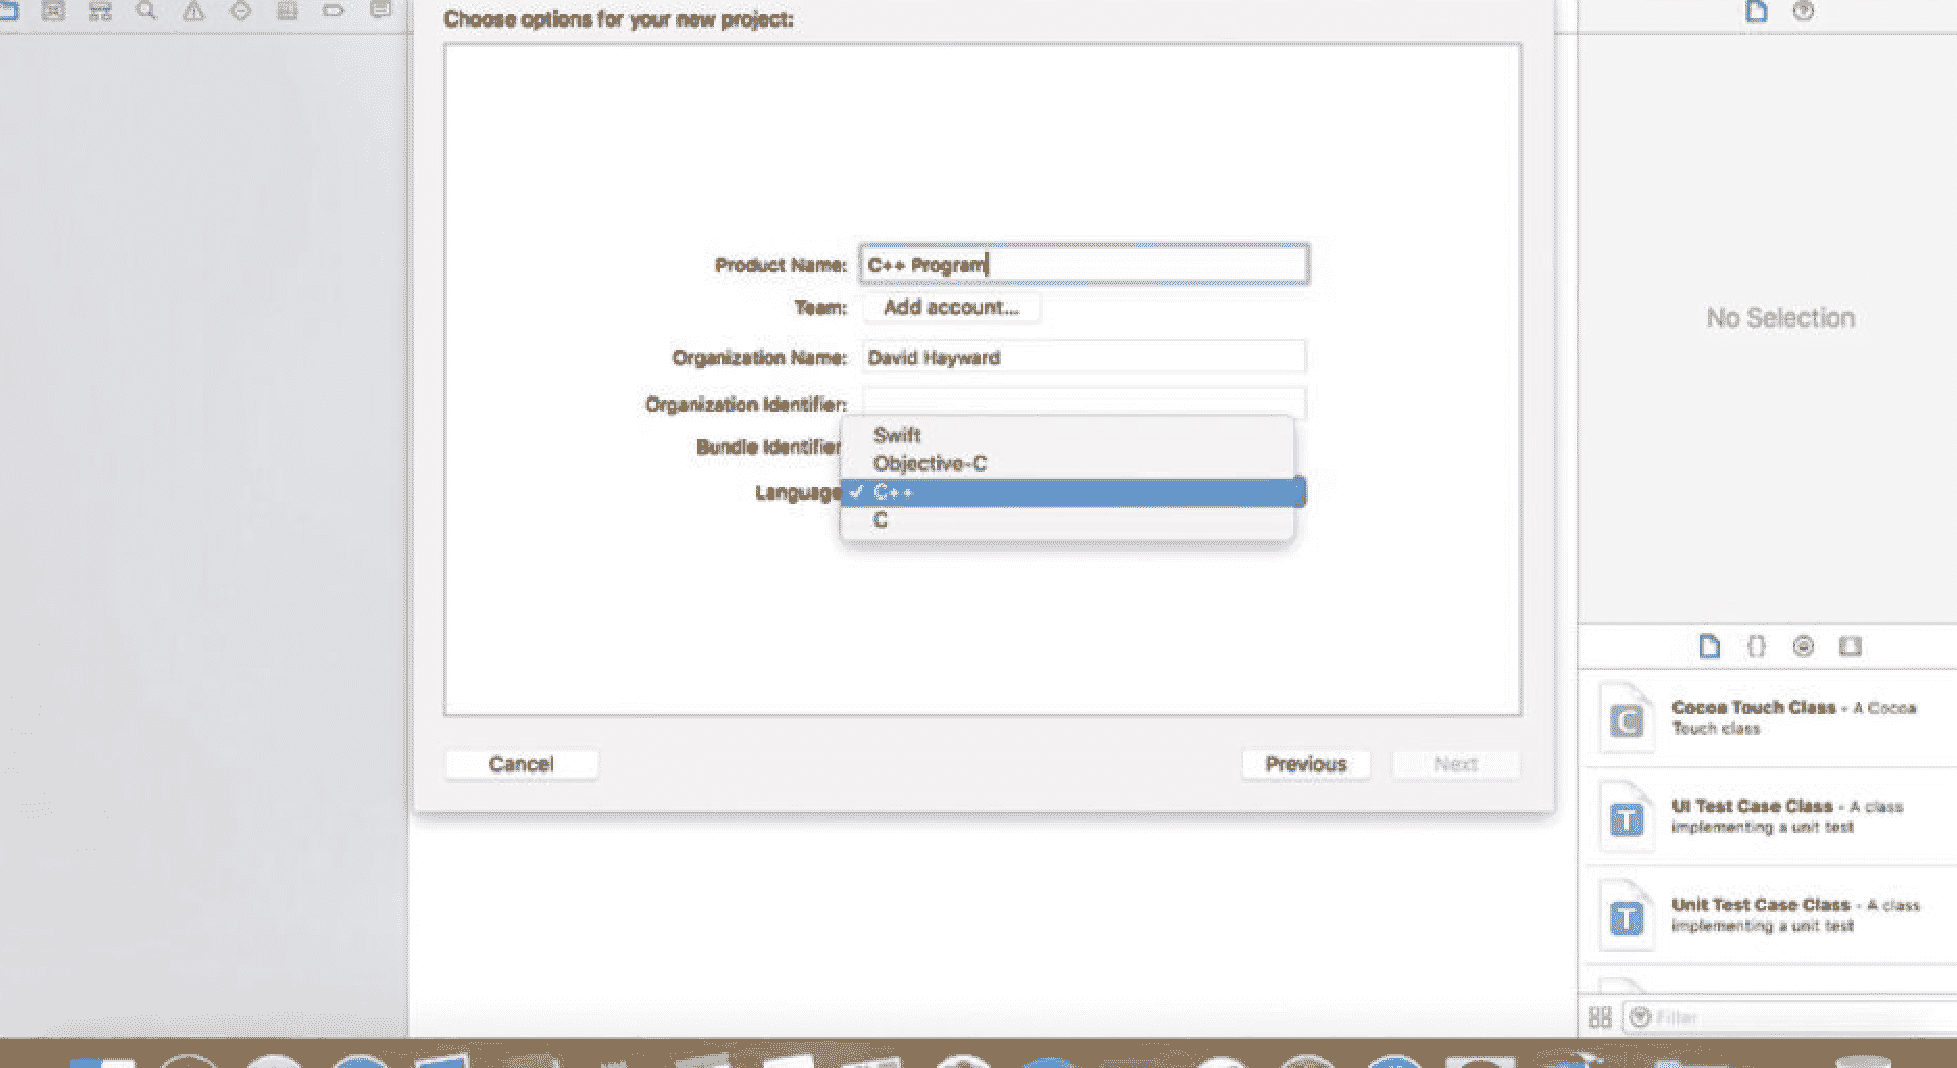 Choose options for your new project:
Product Name: C++ Program
Team: Add account...
Organization Name: David Hayward
Organization Identifier:
Bundle Identifier
Swift
Objective-C
Language ✓ C++
C
Cancel
Previous
Next
No Selection
Cocoa Touch Class - A Cocoa
Touch class
UI Test Case Class - A class
implementing a unit test
Unit Test Case Class - A class
implementing a unit test
Filter